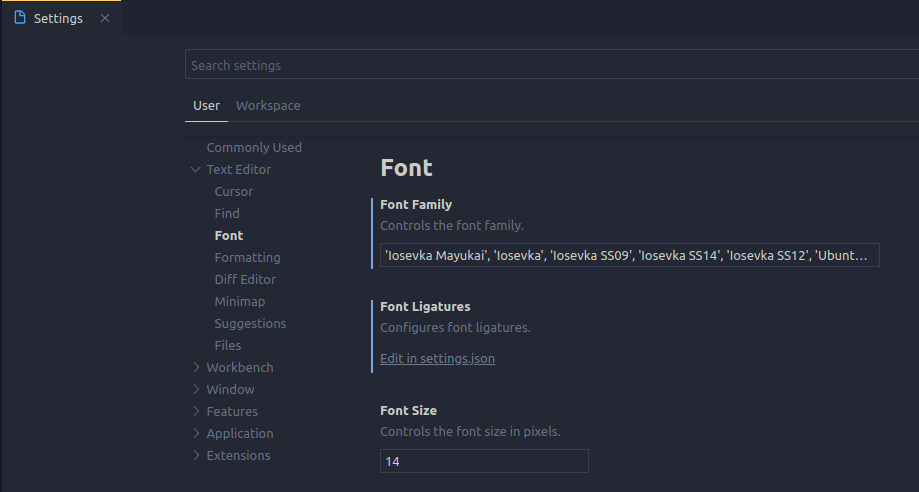 Settings
Search settings
User Workspace
Commonly Used
Text Editor
Cursor
Find
Font
Formatting
Diff Editor
Minimap
Suggestions
Files
Workbench
Window
Features
Application
Extensions
Font
Font Family
Controls the font family.
'Iosevka Mayukai', 'Iosevka', 'Iosevka SS09', 'Iosevka SS14', 'Iosevka SS12', 'Ubunt...
Font Ligatures
Configures font ligatures.
Edit in settings.json
Font Size
Controls the font size in pixels.
14